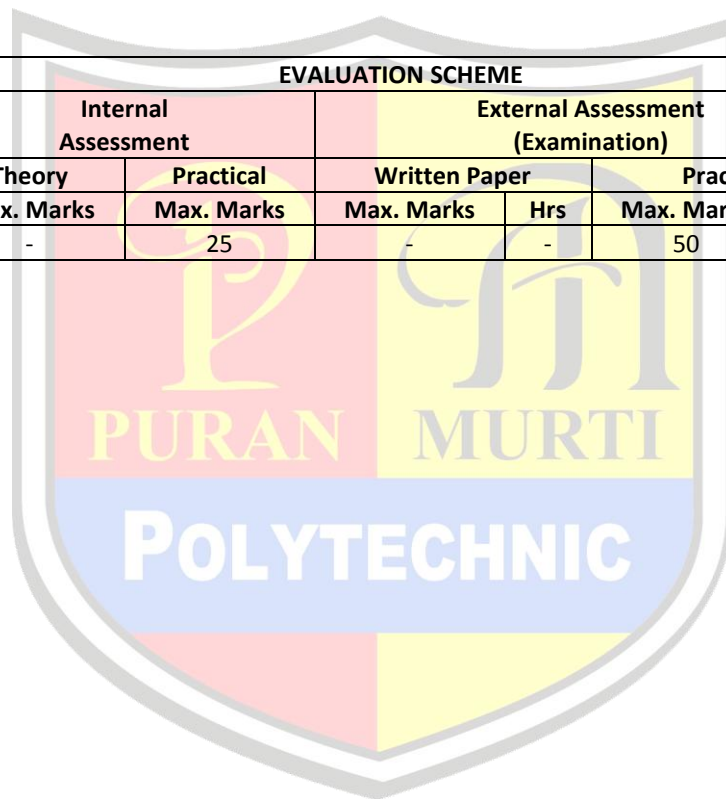 EVALUATION SCHEME
Internal Assessment External Assessment (Examination)
Theory Practical Written Paper Prac
x. Marks Max. Marks Max. Marks Hrs Max. Mar
- 25 - - 50
PURAN MURTI
POLYTECHNIC